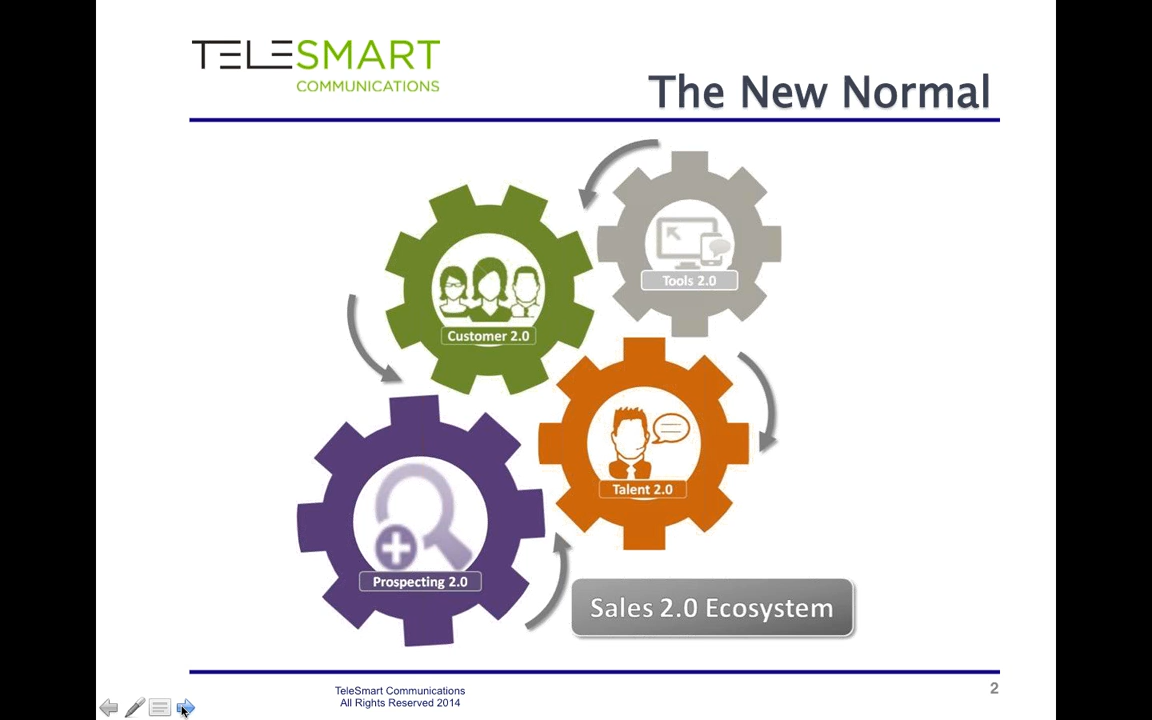 TELESMART
COMMUNICATIONS
The New Normal
Tools 2.0
Customer 2.0
Talent 2.0
Prospecting 2.0
Sales 2.0 Ecosystem
TeleSmart Communications
All Rights Reserved 2014
2